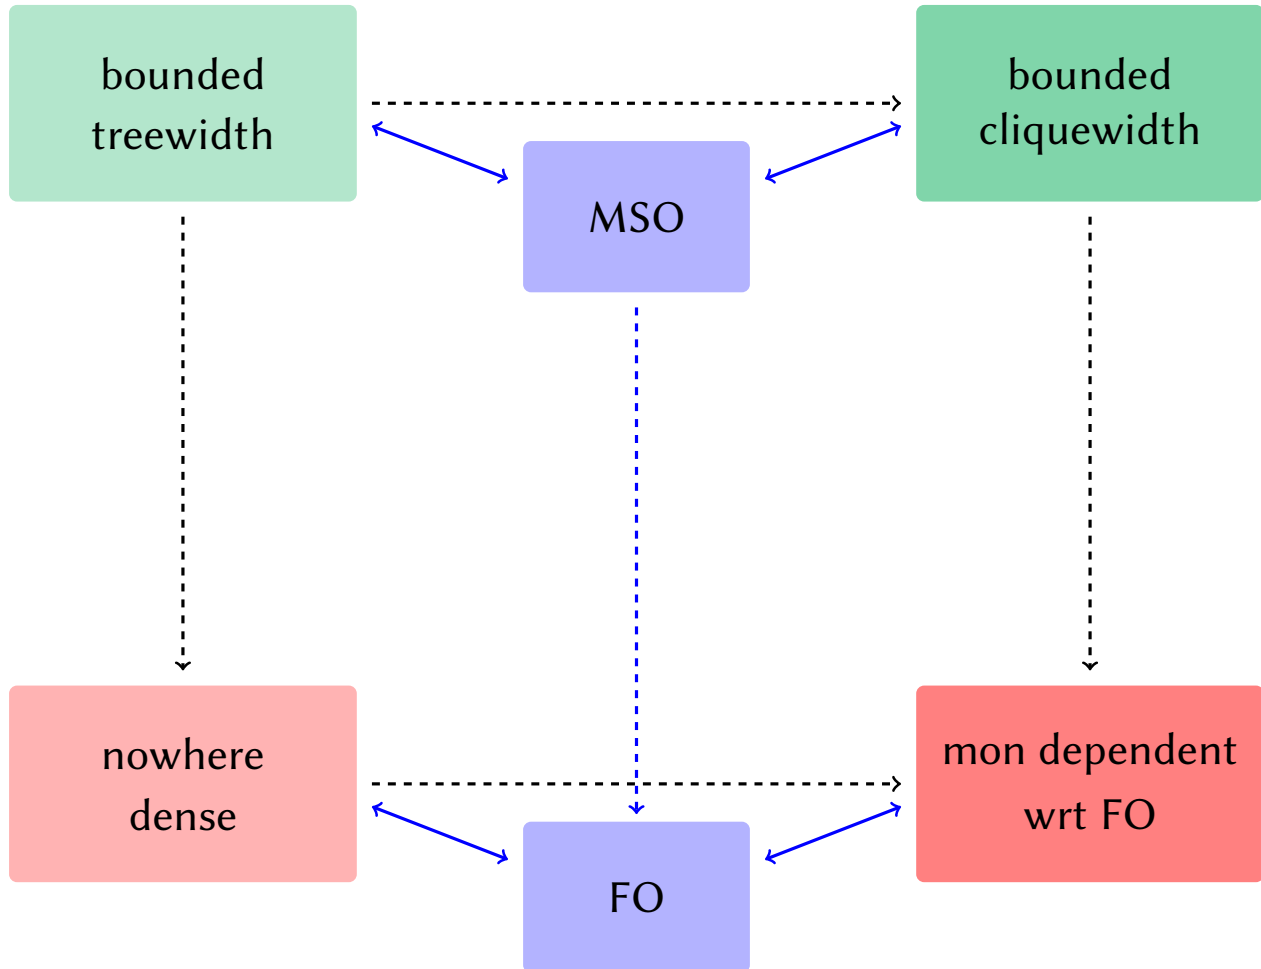 bounded
treewidth
bounded
cliquewidth
MSO
nowhere
dense
mon dependent
wrt FO
FO